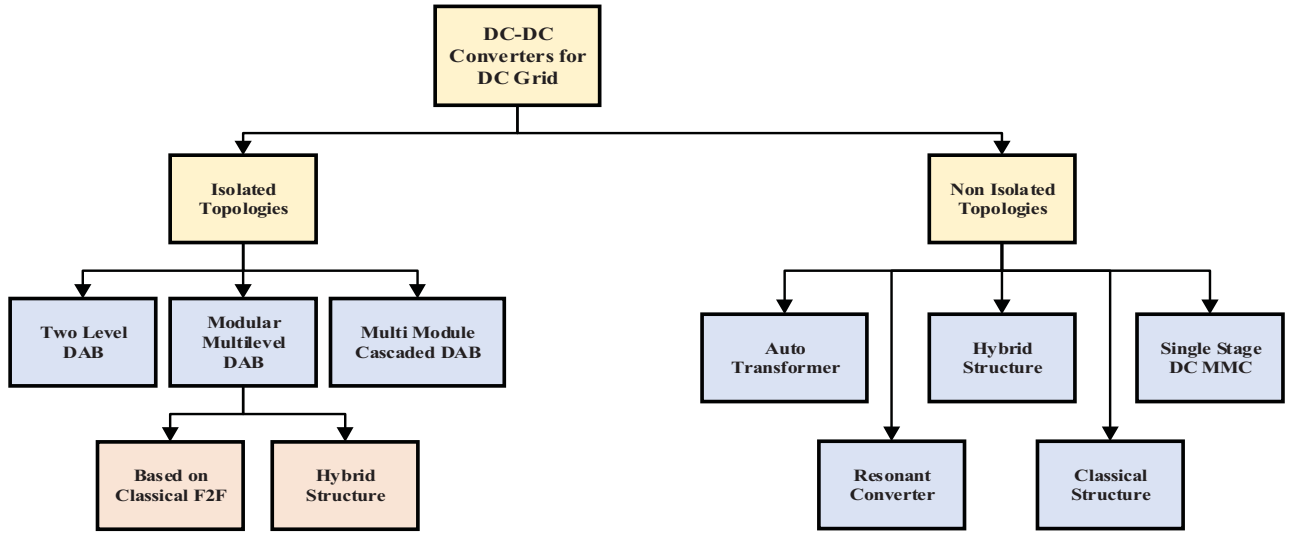 DC-DC
Converters for
DC Grid
Isolated
Topologies
Non Isolated
Topologies
Two Level
DAB
Modular
Multilevel
DAB
Multi Module
Cascaded DAB
Auto
Transformer
Hybrid
Structure
Single Stage
DC MMC
Based on
Classical F2F
Hybrid
Structure
Resonant
Converter
Classical
Structure